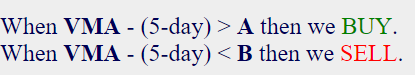 When VMA - (5-day) > A then we BUY.
When VMA - (5-day) < B then we SELL.